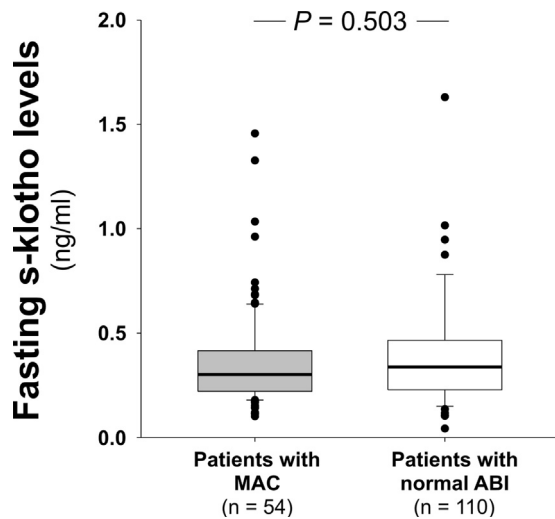 P = 0.503
Fasting s-klotho levels
(ng/ml)
2.0
1.5
1.0
0.5
0.0
Patients with
MAC
(n = 54)
Patients with
normal ABI
(n = 110)